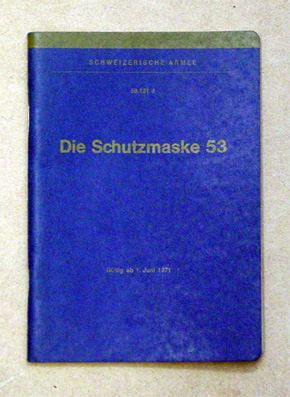 SCHWEIZERISCHE ARMEE
59.121 d
Die Schutzmaske 53
Gültig ab 1. Juni 1971